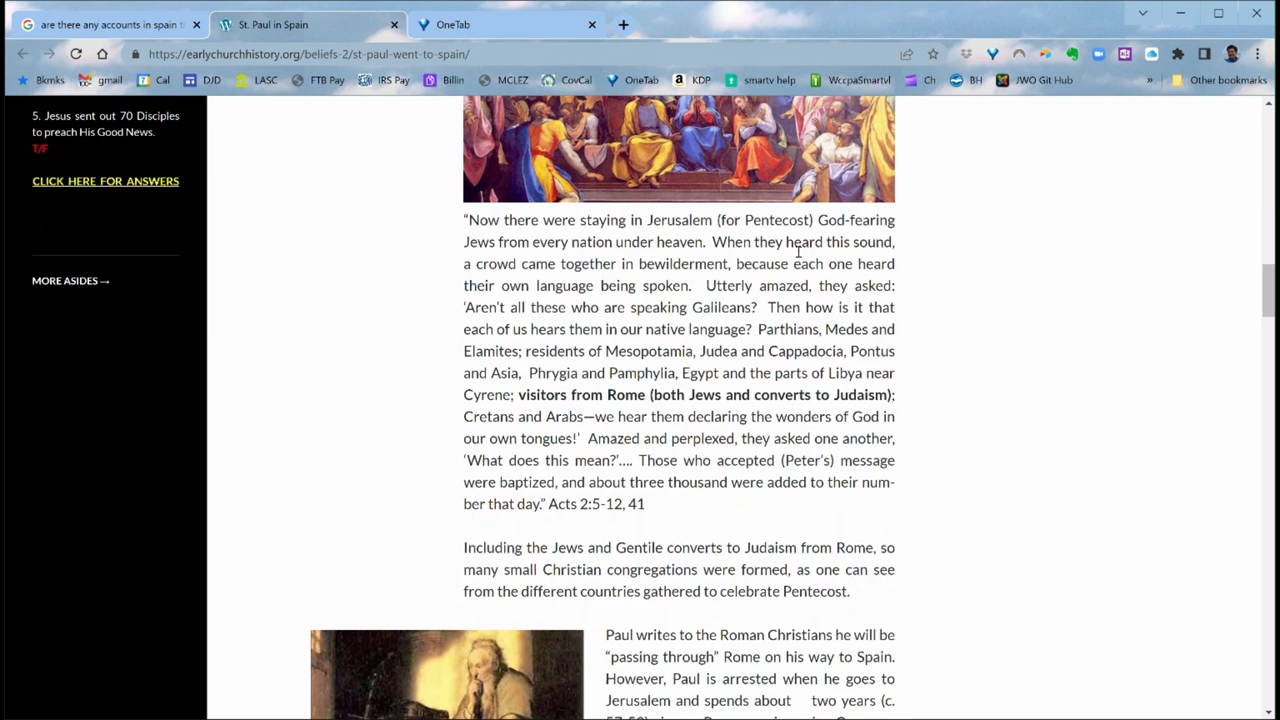 are there any accounts in spain t
St. Paul in Spain
OneTab
https://earlychurchhistory.org/beliefs-2/st-paul-went-to-spain/
Bkmks
gmail
Cal
DJD
LASC
FTB Pay
IRS Pay
Billin
MCLEZ
CovCal
OneTab
KDP
smartv help
WccpaSmartvl
Ch
BH
JWO Git Hub
»
Other bookmarks
5. Jesus sent out 70 Disciples
to preach His Good News.
T/F
CLICK HERE FOR ANSWERS
MORE ASIDES→
“Now there were staying in Jerusalem (for Pentecost) God-fearing
Jews from every nation under heaven. When they heard this sound,
a crowd came together in bewilderment, because each one heard
their own language being spoken. Utterly amazed, they asked:
‘Aren’t all these who are speaking Galileans? Then how is it that
each of us hears them in our native language? Parthians, Medes and
Elamites; residents of Mesopotamia, Judea and Cappadocia, Pontus
and Asia, Phrygia and Pamphylia, Egypt and the parts of Libya near
Cyrene; visitors from Rome (both Jews and converts to Judaism);
Cretans and Arabs—we hear them declaring the wonders of God in
our own tongues!’ Amazed and perplexed, they asked one another,
‘What does this mean?’…. Those who accepted (Peter’s) message
were baptized, and about three thousand were added to their num-
ber that day.” Acts 2:5-12, 41
Including the Jews and Gentile converts to Judaism from Rome, so
many small Christian congregations were formed, as one can see
from the different countries gathered to celebrate Pentecost.
Paul writes to the Roman Christians he will be
“passing through” Rome on his way to Spain.
However, Paul is arrested when he goes to
Jerusalem and spends about two years (c.